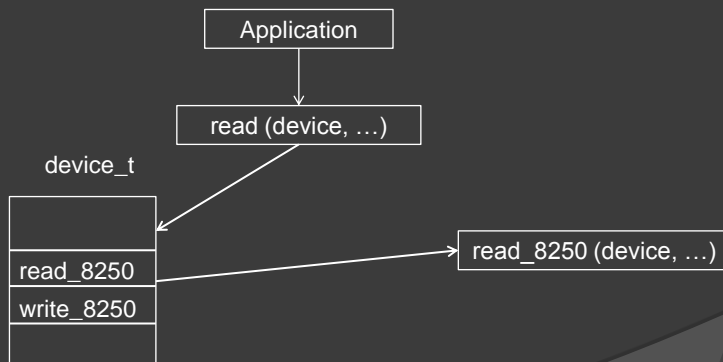 Application
read (device, …)
device_t
read_8250
read_8250 (device, …)
write_8250